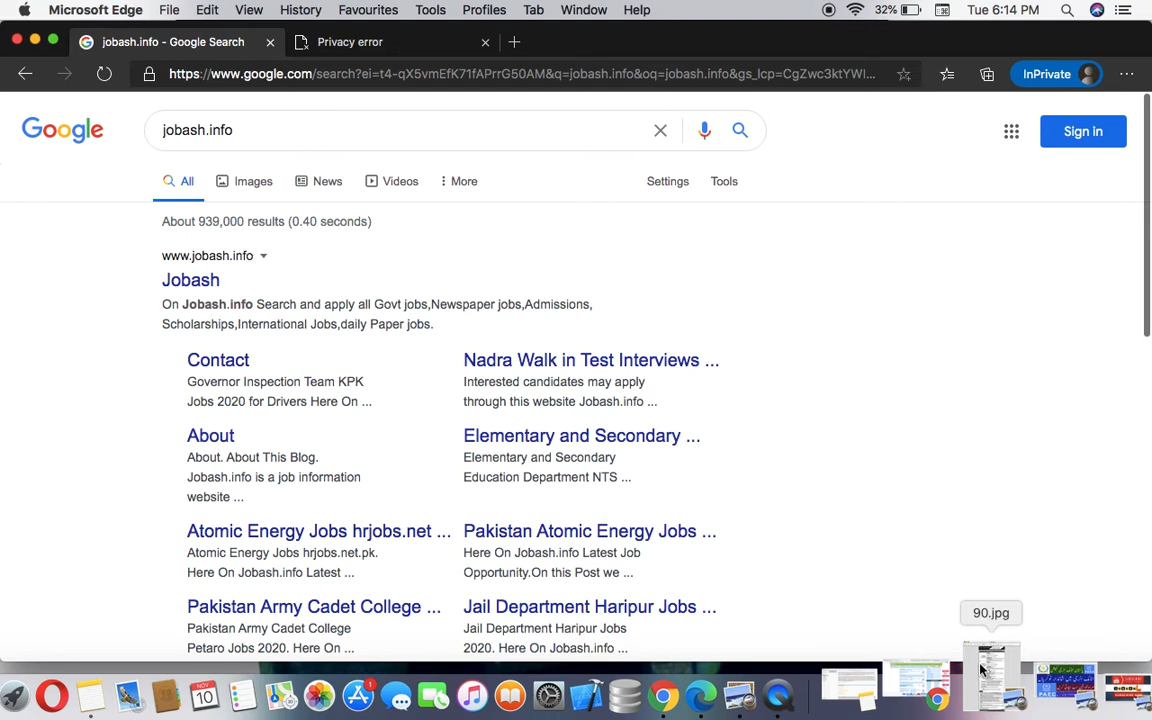 Microsoft Edge File Edit View History Favourites Tools Profiles Tab Window Help 32% Tue 6:14 PM
jobash.info - Google Search Privacy error
https://www.google.com/search?ei=t4-qX5vmEfK71fAPrrG50AM&q=jobash.info&oq=jobash.info&gs_lcp=CgZwc3ktYWI... InPrivate
Google jobash.info Sign in
All Images News Videos More Settings Tools
About 939,000 results (0.40 seconds)
www.jobash.info
Jobash
On Jobash.info Search and apply all Govt jobs,Newspaper jobs,Admissions,
Scholarships,International Jobs,daily Paper jobs.
Contact
Governor Inspection Team KPK
Jobs 2020 for Drivers Here On ...
Nadra Walk in Test Interviews ...
Interested candidates may apply
through this website Jobash.info ...
About
About. About This Blog.
Jobash.info is a job information
website ...
Elementary and Secondary ...
Elementary and Secondary
Education Department NTS ...
Atomic Energy Jobs hrjobs.net ...
Atomic Energy Jobs hrjobs.net.pk.
Here On Jobash.info Latest ...
Pakistan Atomic Energy Jobs ...
Here On Jobash.info Latest Job
Opportunity.On this Post we ...
Pakistan Army Cadet College ...
Pakistan Army Cadet College
Petaro Jobs 2020. Here On ...
Jail Department Haripur Jobs ...
Jail Department Haripur Jobs
2020. Here On Jobash.info ...
90.jpg
NOV
10
1
PAEC